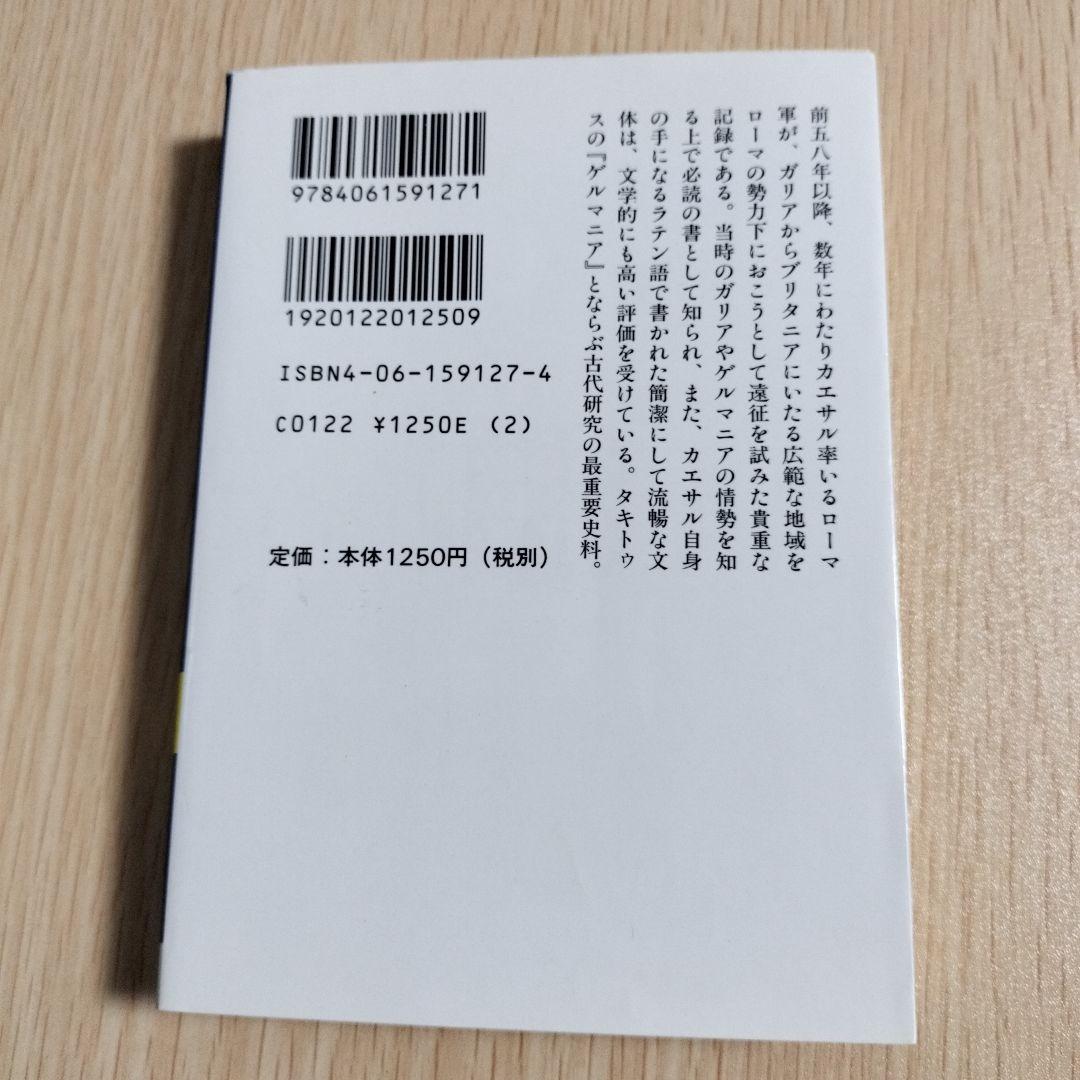 前五八年以降、数年にわたりカエサル率いるローマ
軍が、ガリアからブリタニアにいたる広範な地域を
ローマの勢力下におこうとして遠征を試みた貴重な
記録である。当時のガリアやゲルマニアの情勢を知
る上で必読の書として知られ、また、カエサル自身
の手になるラテン語で書かれた簡潔にして流暢な文
体は、文学的にも高い評価を受けている。タキトゥ
スの『ゲルマニア』とならぶ古代研究の最重要史料。
9784061591271
1920122012509
ISBN4-06-159127-4
C0122 ¥1250E (2)
定価：本体1250円（税別）